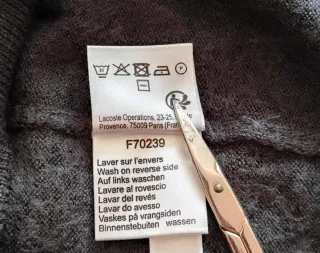 Lacoste Operations, 23-25,
Provence, 75009 Paris (Fran
F70239
Laver sur l'envers
Wash on reverse side
Auf links waschen
Lavare al rovescio
Lavar del revés
Lavar do avesso
Vaskes på vrangsiden
Binnenstebuiten wassen